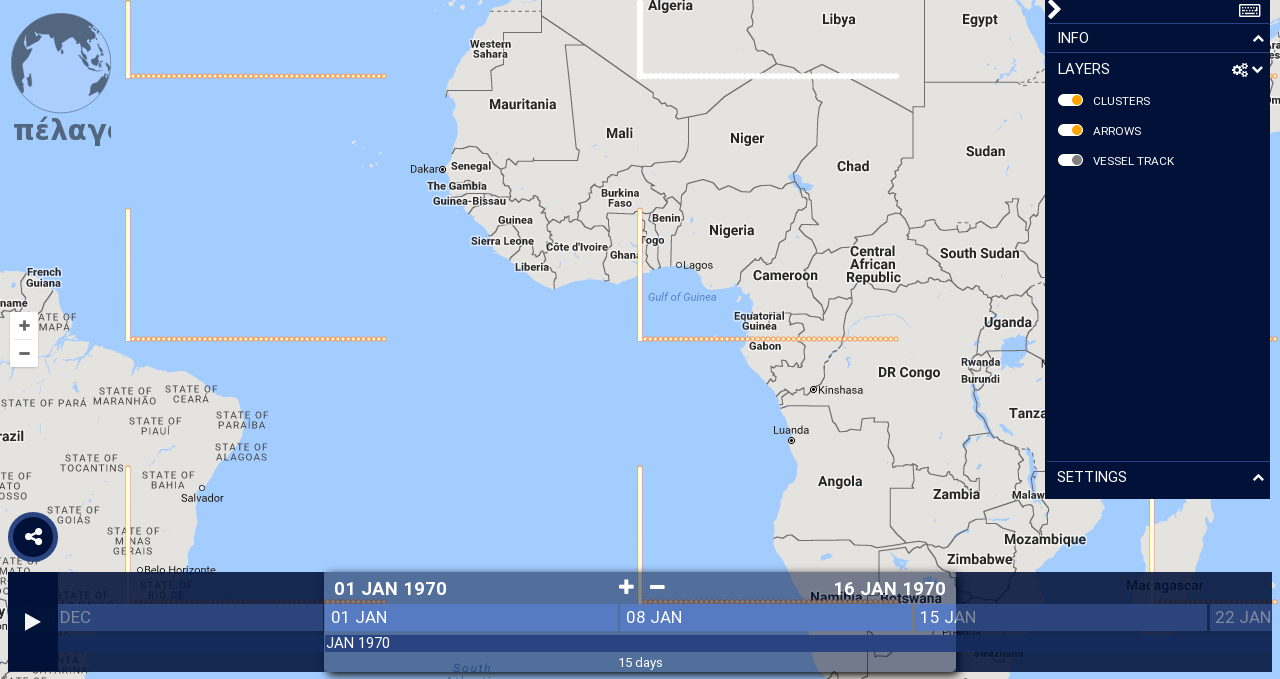 Algeria
Libya
Egypt
INFO
LAYERS
CLUSTERS
ARROWS
VESSEL TRACK
SETTINGS
Western
Sahara
Mauritania
Mali
Niger
Chad
Sudan
Dakar
Senegal
The Gambia
Guinea-Bissau
Burkina
Faso
Guinea
Benin
Sierra Leone
Côte d'Ivoire
Togo
Ghana
Nigeria
Liberia
Lagos
Central
African
Republic
South Sudan
Cameroon
Gulf of Guinea
Equatorial
Guinea
Gabon
Uganda
Rwanda
Burundi
DR Congo
Kinshasa
Luanda
Angola
Zambia
Mozambique
Zimbabwe
Namibia
Botswana
Madagascar
Swaziland
French
Guiana
STATE OF PARÁ
STATE OF
MARANHÃO
STATE OF
CEARÁ
STATE OF
PIAUÍ
STATE OF
PARAÍBA
STATE OF
ALAGOAS
STATE OF
TOCANTINS
STATE OF
BAHIA
Salvador
STATE OF
GOIÁS
STATE OF
MINAS
GERAIS
Belo Horizonte
STATE OF
RIO DE
01 JAN 1970
+ −
16 JAN 1970
DEC
01 JAN
08 JAN
15 JAN
22 JAN
JAN 1970
15 days
South